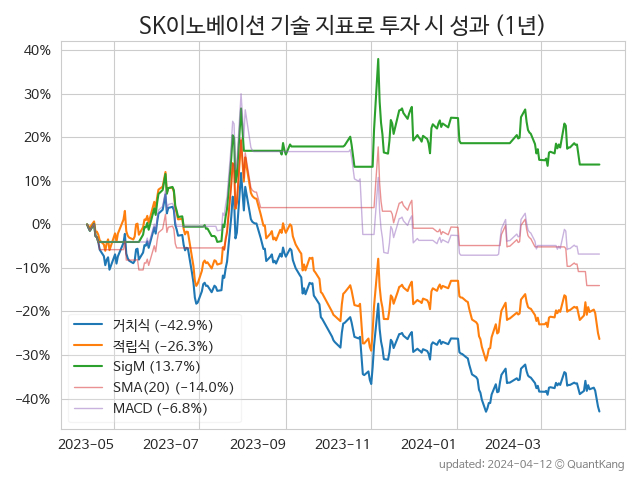 SK이노베이션 기술 지표로 투자 시 성과 (1년)
40%
30%
20%
10%
0%
−10%
−20%
−30%
−40%
거치식 (−42.9%)
적립식 (−26.3%)
SigM (13.7%)
SMA(20) (−14.0%)
MACD (−6.8%)
2023-05 2023-07 2023-09 2023-11 2024-01 2024-03
updated: 2024-04-12 © QuantKang